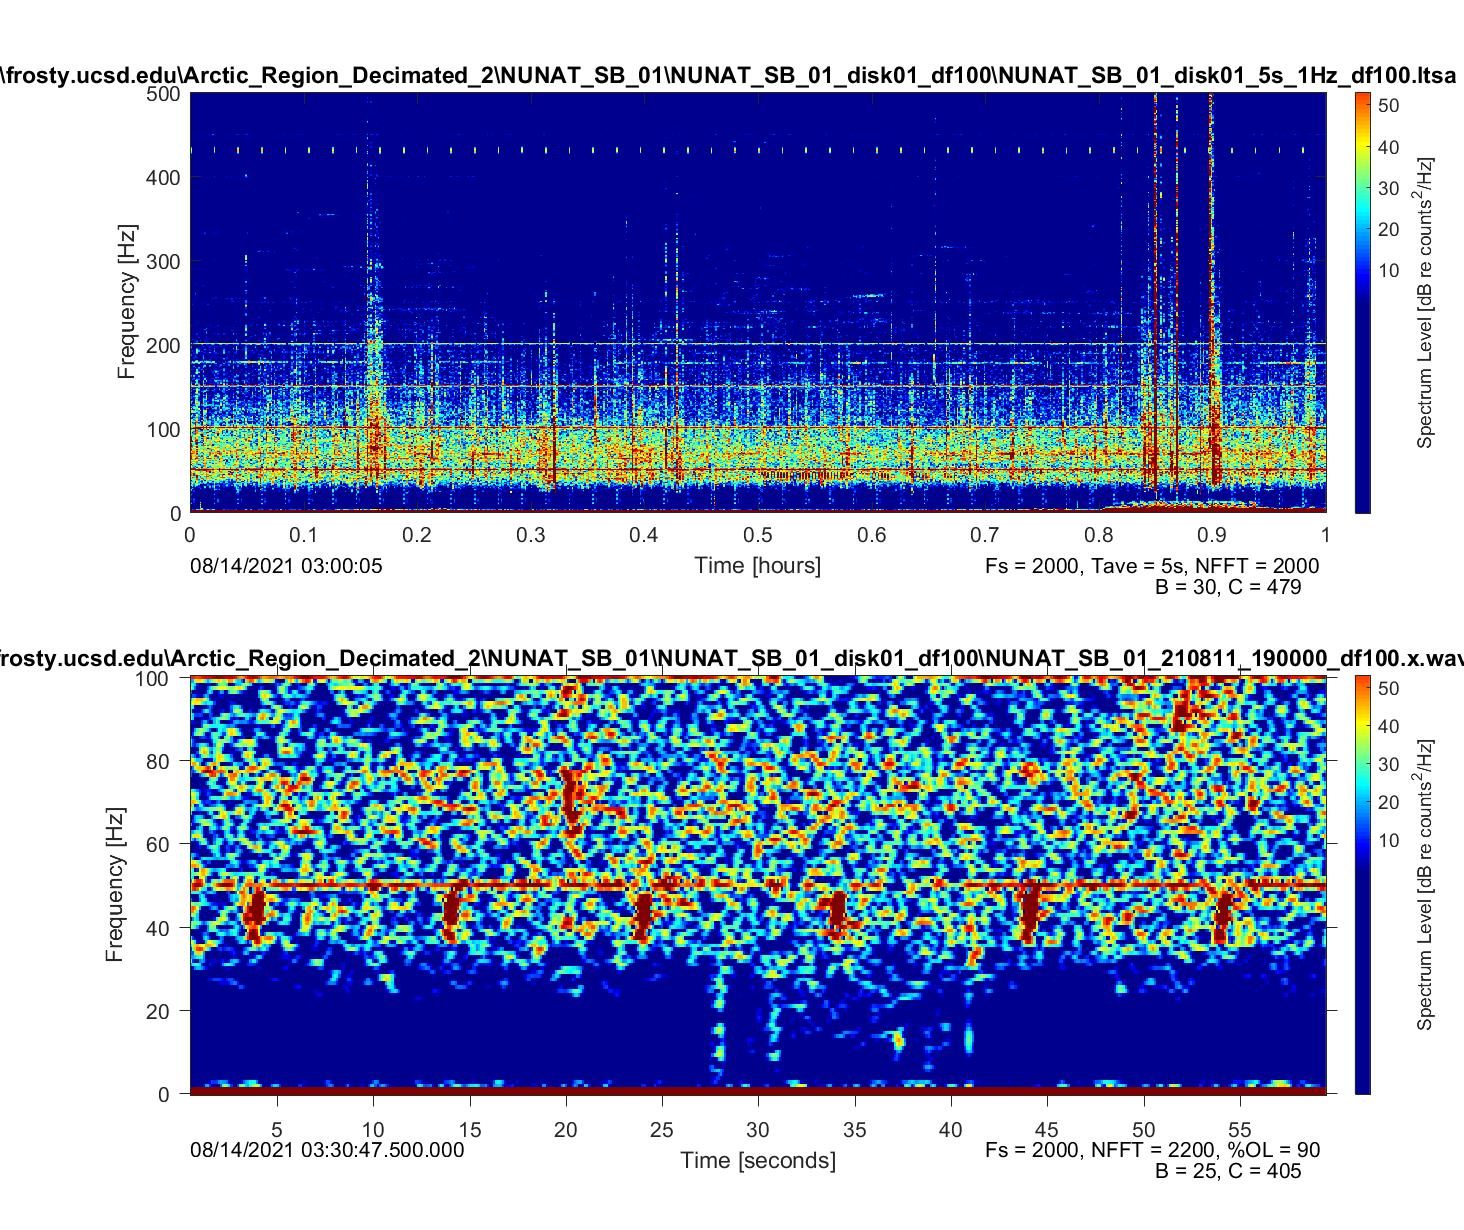 \frosty.ucsd.edu\Arctic_Region_Decimated_2\NUNAT_SB_01\NUNAT_SB_01_disk01_df100\NUNAT_SB_01_disk01_5s_1Hz_df100.ltsa
500
400
300
200
100
0
Frequency [Hz]
0 0.1 0.2 0.3 0.4 0.5 0.6 0.7 0.8 0.9 1
Time [hours]
08/14/2021 03:00:05
Fs = 2000, Tave = 5s, NFFT = 2000
B = 30, C = 479
50
40
30
20
10
Spectrum Level [dB re counts²/Hz]
frosty.ucsd.edu\Arctic_Region_Decimated_2\NUNAT_SB_01\NUNAT_SB_01_disk01_df100\NUNAT_SB_01_210811_190000_df100.x.wav
100
80
60
40
20
0
Frequency [Hz]
5 10 15 20 25 30 35 40 45 50 55
Time [seconds]
08/14/2021 03:30:47.500.000
Fs = 2000, NFFT = 2200, %OL = 90
B = 25, C = 405
50
40
30
20
10
Spectrum Level [dB re counts²/Hz]